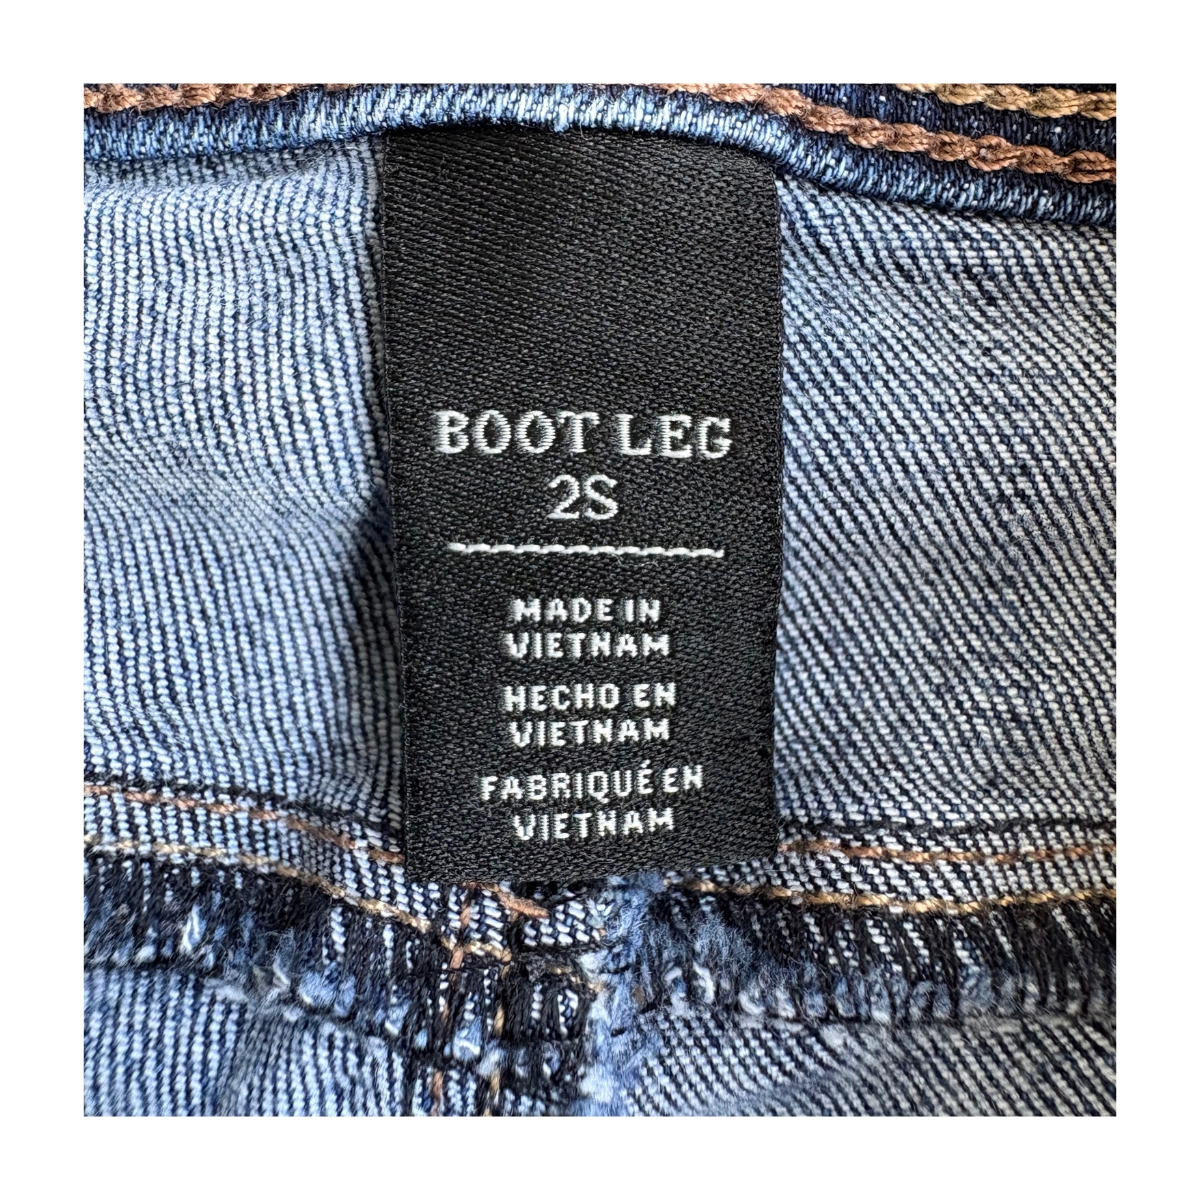 BOOT LEG
2S
MADE IN
VIETNAM
HECHO EN
VIETNAM
FABRIQUÉ EN
VIETNAM